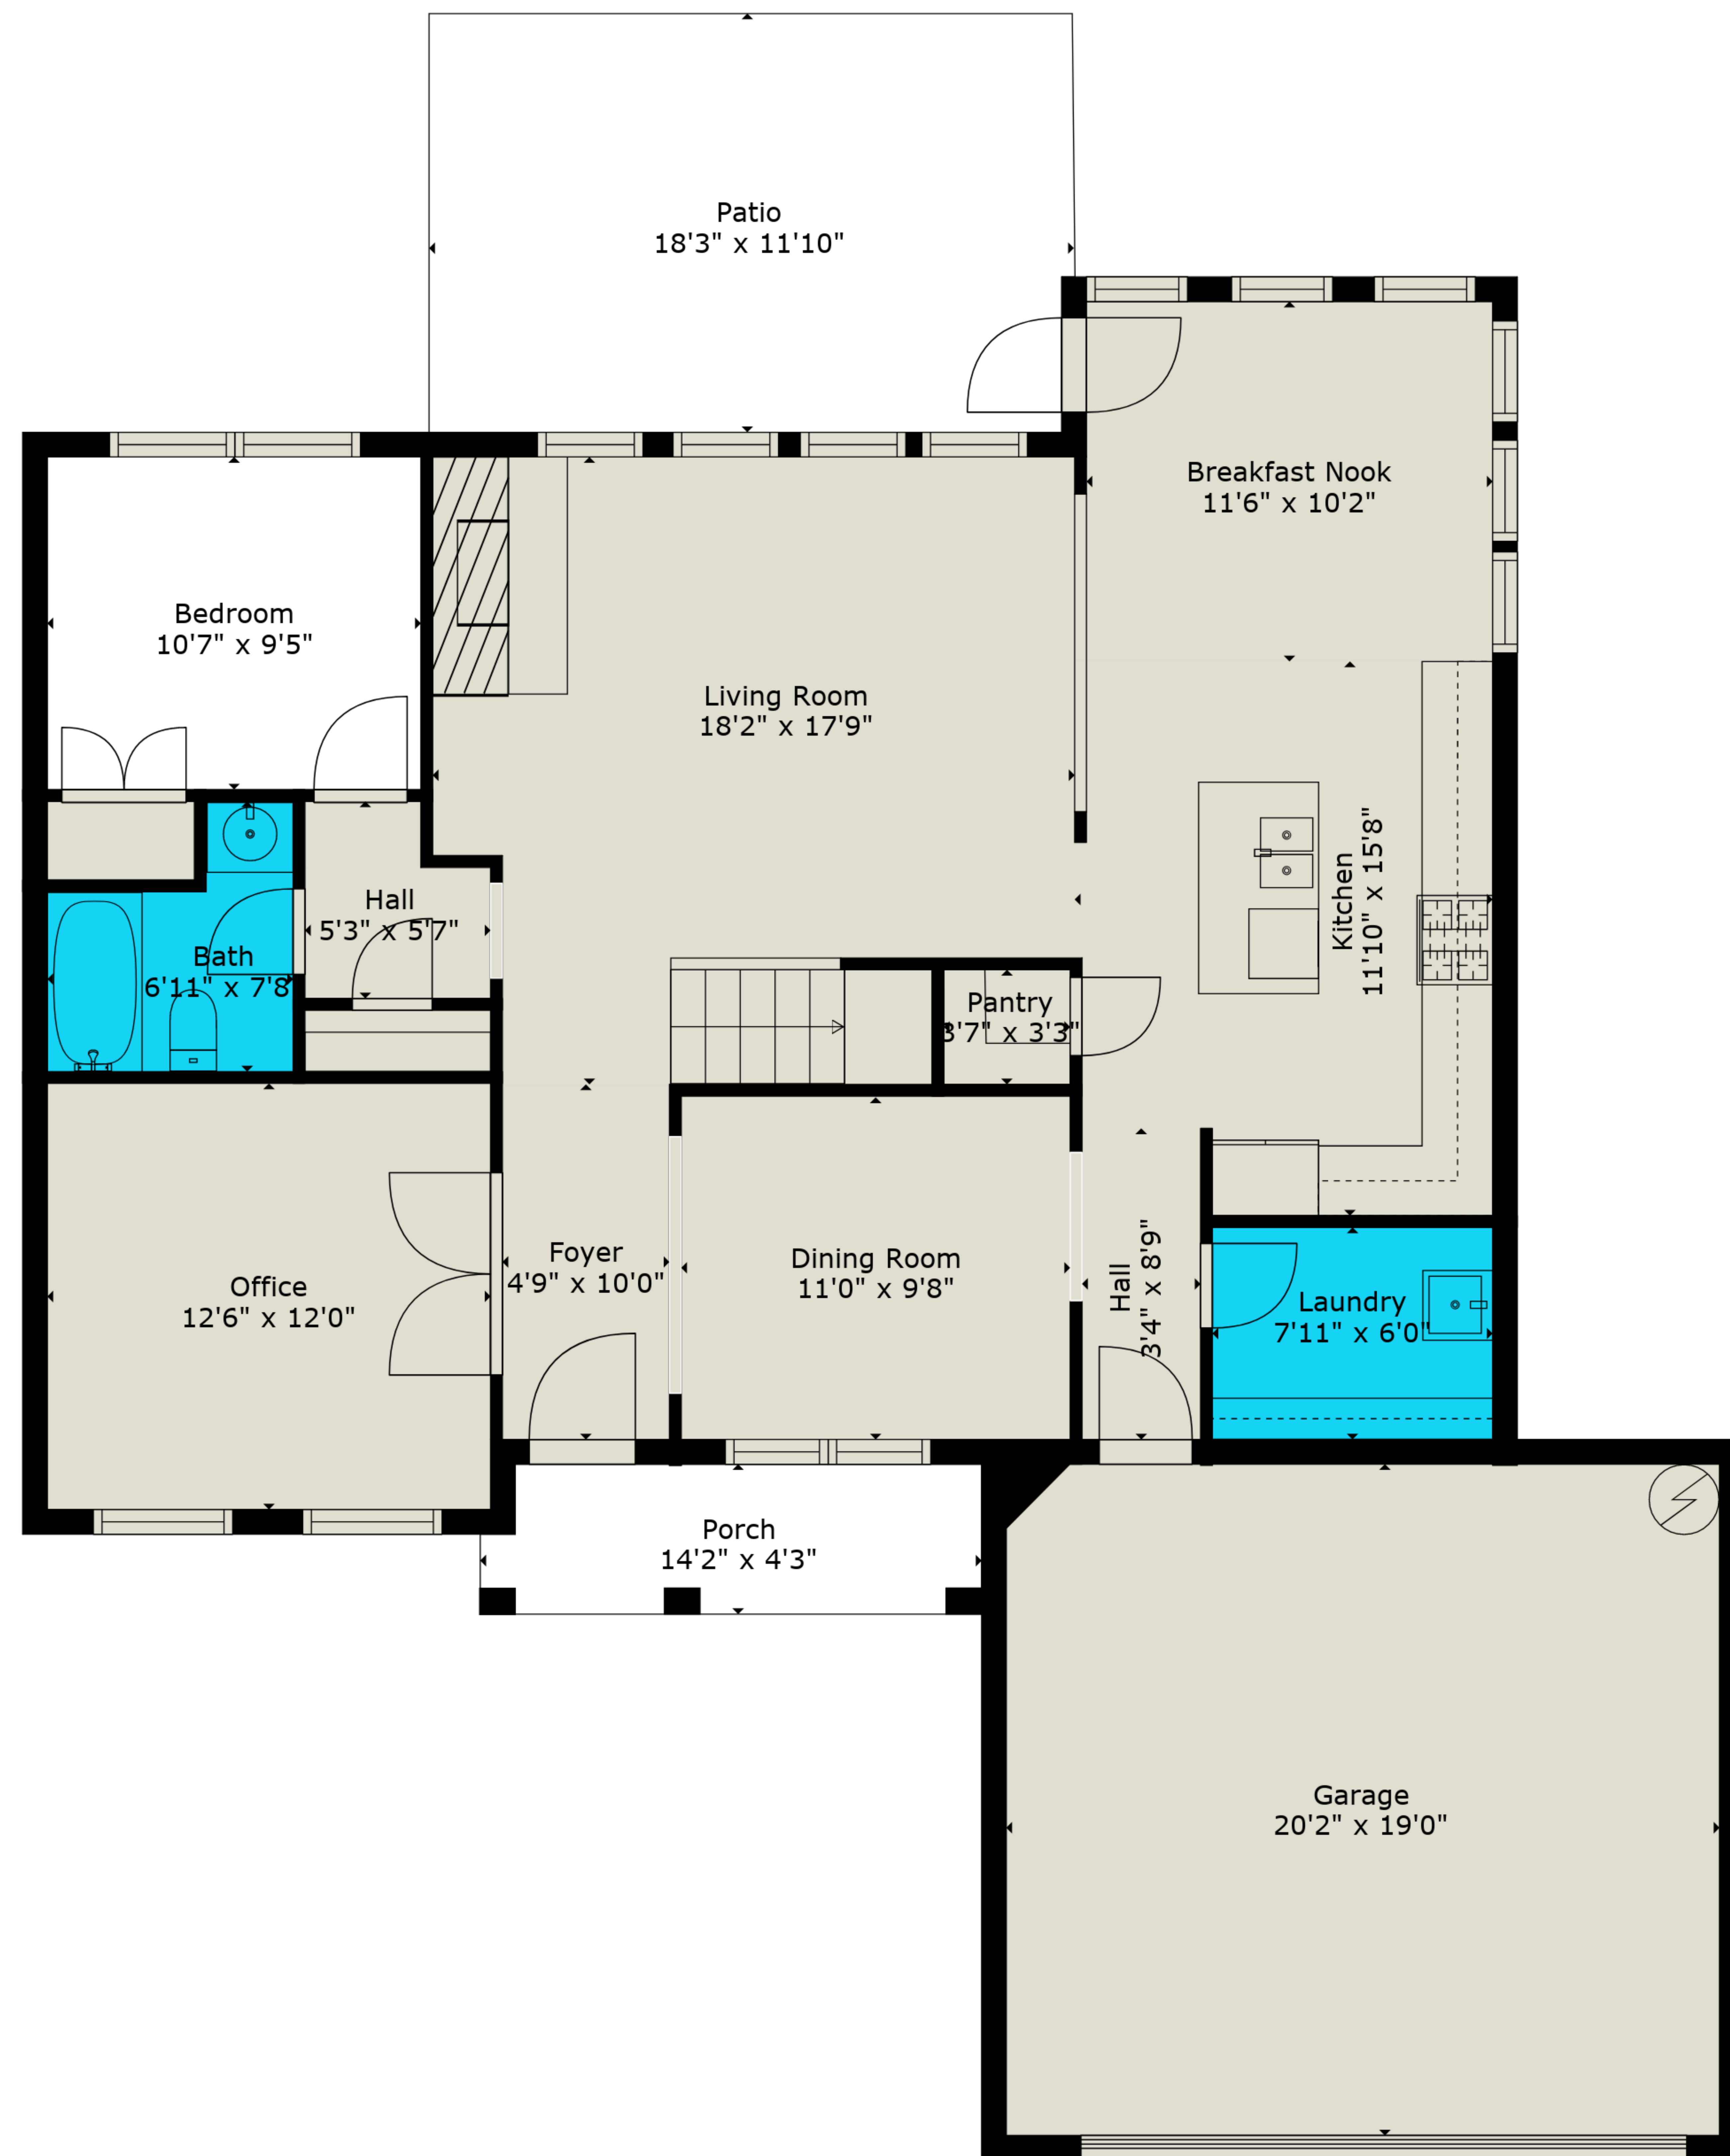 Patio
18'3" x 11'10"
Breakfast Nook
11'6" x 10'2"
Bedroom
10'7" x 9'5"
Living Room
18'2" x 17'9"
Kitchen
11'10" x 15'8"
Hall
5'3" x 5'7"
Bath
6'11" x 7'8
Pantry
3'7" x 3'3"
Foyer
4'9" x 10'0"
Dining Room
11'0" x 9'8"
Hall
3'4" x 8'9"
Office
12'6" x 12'0"
Laundry
7'11" x 6'0"
Porch
14'2" x 4'3"
Garage
20'2" x 19'0"